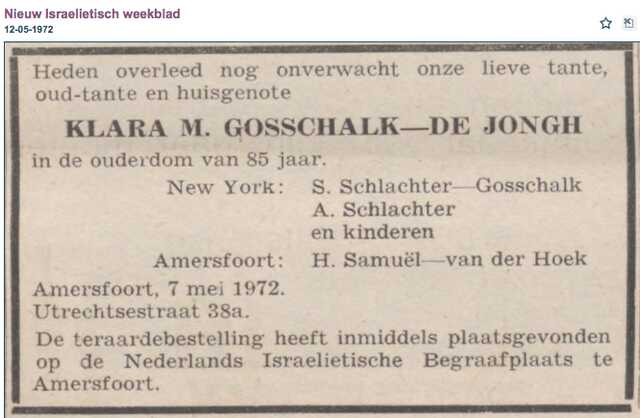 Nieuw Israelietisch weekblad
12-05-1972
Heden overleed nog onverwacht onze lieve tante,
oud-tante en huisgenote
KLARA M. GOSSCHALK—DE JONGH
in de ouderdom van 85 jaar.
New York: S. Schlachter—Gosschalk
A. Schlachter
en kinderen
Amersfoort: H. Samuël—van der Hoek
Amersfoort, 7 mei 1972.
Utrechtsestraat 38a.
De teraardebestelling heeft inmiddels plaatsgevonden
op de Nederlands Israelietische Begraafplaats te
Amersfoort.